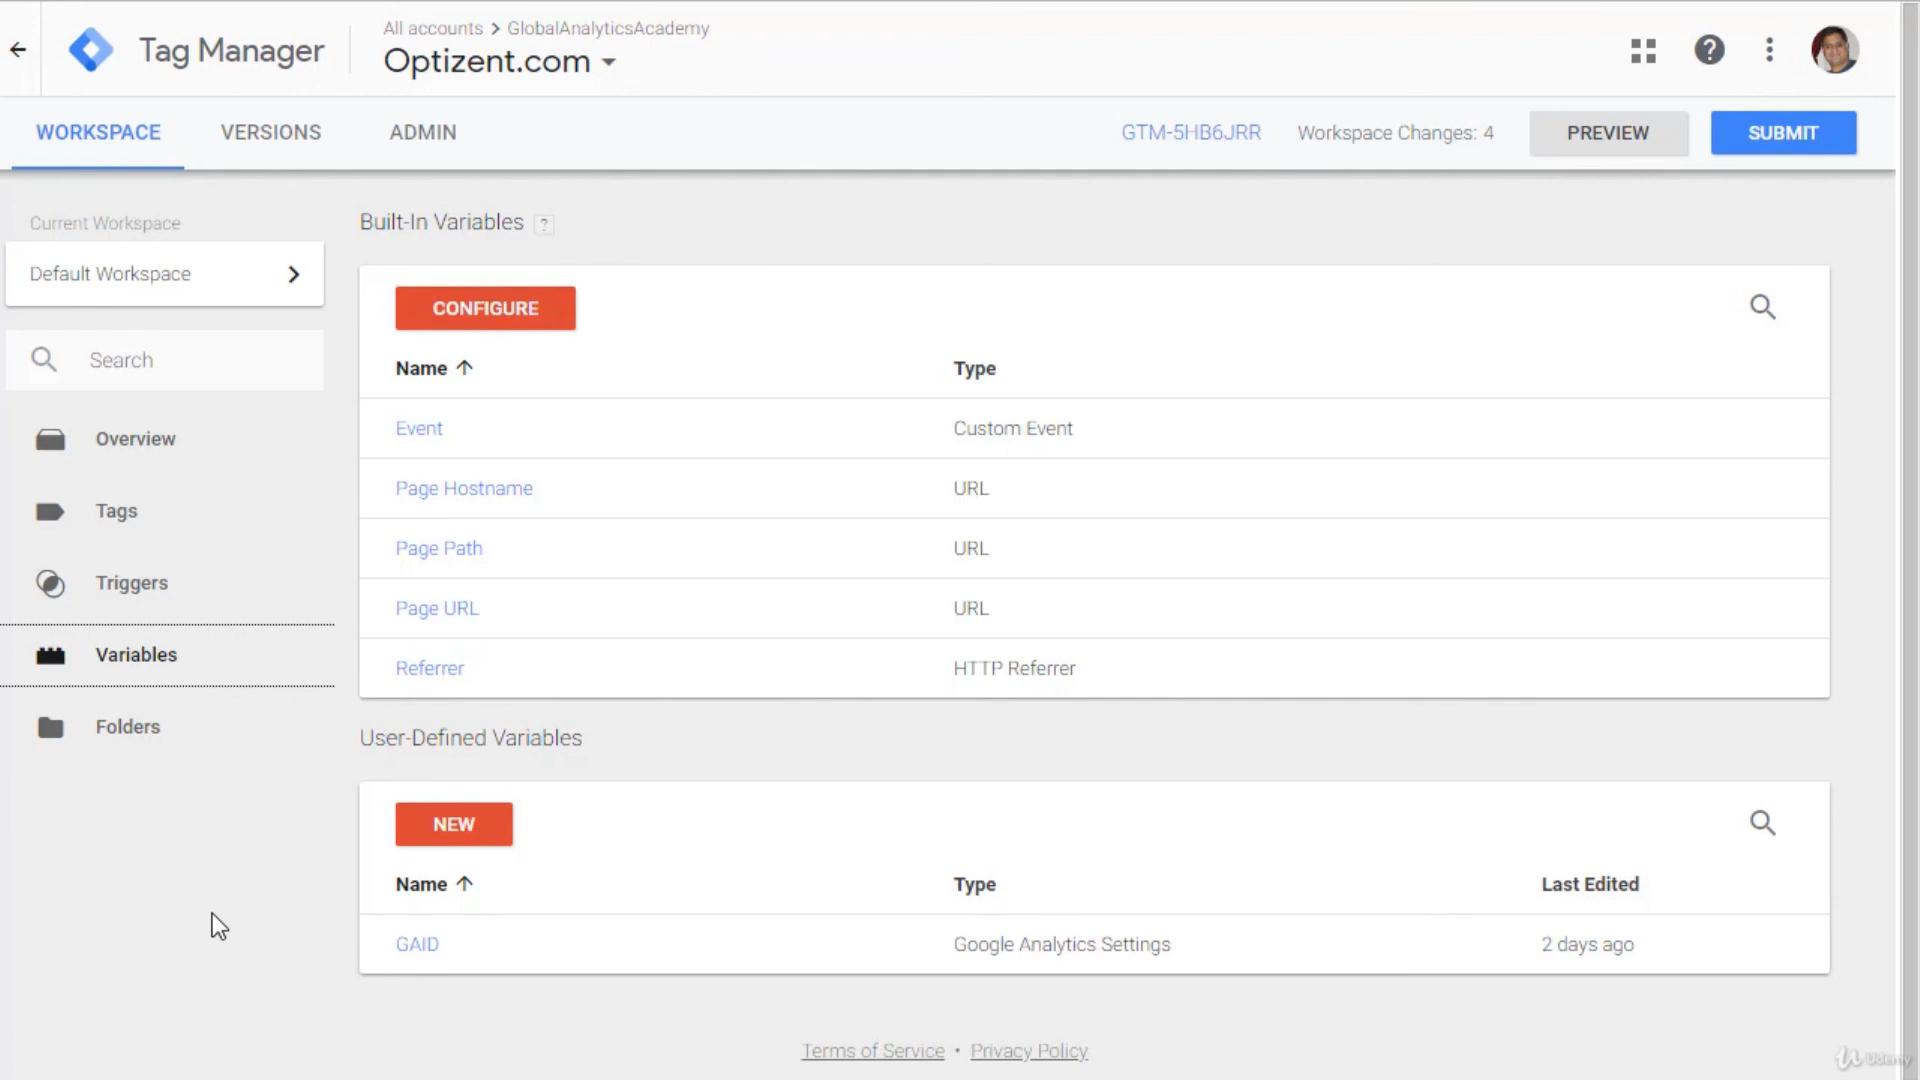 All accounts > GlobalAnalyticsAcademy
Tag Manager
Optizent.com
WORKSPACE VERSIONS ADMIN GTM-5HB6JRR Workspace Changes: 4 PREVIEW SUBMIT
Current Workspace
Default Workspace
Search
Overview
Tags
Triggers
Variables
Folders
Built-In Variables ?
CONFIGURE
Name Type
Event Custom Event
Page Hostname URL
Page Path URL
Page URL URL
Referrer HTTP Referrer
User-Defined Variables
NEW
Name Type Last Edited
GAID Google Analytics Settings 2 days ago
Terms of Service • Privacy Policy
Udemy